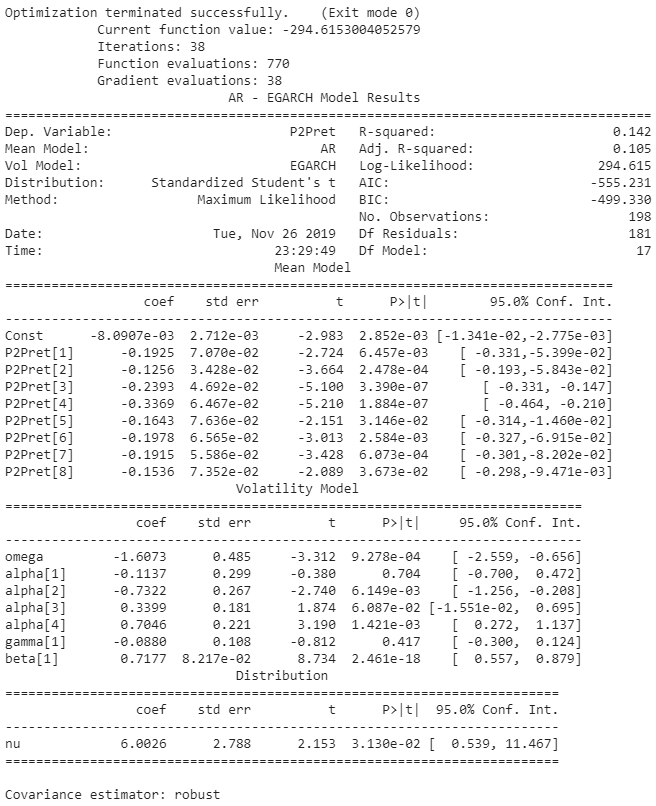 Optimization terminated successfully.    (Exit mode 0)
            Current function value: -294.6153004052579
            Iterations: 38
            Function evaluations: 770
            Gradient evaluations: 38
                             AR - EGARCH Model Results
====================================================================================
Dep. Variable:                       P2Pret   R-squared:                       0.142
Mean Model:                              AR   Adj. R-squared:                  0.105
Vol Model:                           EGARCH   Log-Likelihood:                294.615
Distribution:      Standardized Student's t   AIC:                          -555.231
Method:                  Maximum Likelihood   BIC:                          -499.330
                                              No. Observations:                  198
Date:                      Tue, Nov 26 2019   Df Residuals:                      181
Time:                              23:29:49   Df Model:                           17
                                   Mean Model
===============================================================================
                  coef    std err          t      P>|t|        95.0% Conf. Int.
-------------------------------------------------------------------------------
Const      -8.0907e-03  2.712e-03     -2.983  2.852e-03 [-1.341e-02,-2.775e-03]
P2Pret[1]      -0.1925  7.070e-02     -2.724  6.457e-03   [ -0.331,-5.399e-02]
P2Pret[2]      -0.1256  3.428e-02     -3.664  2.478e-04   [ -0.193,-5.843e-02]
P2Pret[3]      -0.2393  4.692e-02     -5.100  3.390e-07      [ -0.331, -0.147]
P2Pret[4]      -0.3369  6.467e-02     -5.210  1.884e-07      [ -0.464, -0.210]
P2Pret[5]      -0.1643  7.636e-02     -2.151  3.146e-02   [ -0.314,-1.460e-02]
P2Pret[6]      -0.1978  6.565e-02     -3.013  2.584e-03   [ -0.327,-6.915e-02]
P2Pret[7]      -0.1915  5.586e-02     -3.428  6.073e-04   [ -0.301,-8.202e-02]
P2Pret[8]      -0.1536  7.352e-02     -2.089  3.673e-02   [ -0.298,-9.471e-03]
                              Volatility Model
===========================================================================
                 coef    std err          t      P>|t|     95.0% Conf. Int.
---------------------------------------------------------------------------
omega         -1.6073      0.485     -3.312  9.278e-04    [ -2.559, -0.656]
alpha[1]      -0.1137      0.299     -0.380      0.704    [ -0.700,  0.472]
alpha[2]      -0.7322      0.267     -2.740  6.149e-03    [ -1.256, -0.208]
alpha[3]       0.3399      0.181      1.874  6.087e-02 [-1.551e-02,  0.695]
alpha[4]       0.7046      0.221      3.190  1.421e-03    [  0.272,  1.137]
gamma[1]      -0.0880      0.108     -0.812      0.417    [ -0.300,  0.124]
beta[1]        0.7177  8.217e-02      8.734  2.461e-18    [  0.557,  0.879]
                              Distribution
========================================================================
                 coef    std err          t      P>|t|  95.0% Conf. Int.
------------------------------------------------------------------------
nu             6.0026      2.788      2.153  3.130e-02 [  0.539, 11.467]
========================================================================
Covariance estimator: robust